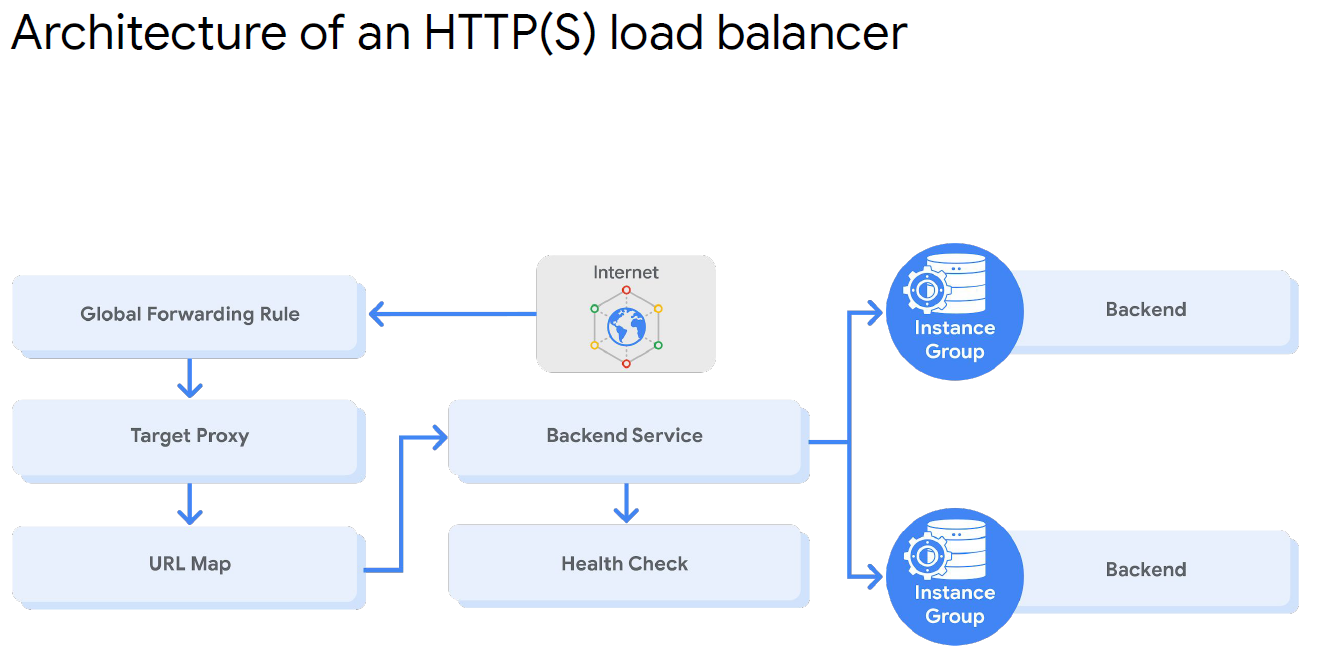 Architecture of an HTTP(S) load balancer
Internet
Global Forwarding Rule
Target Proxy
URL Map
Backend Service
Health Check
Instance
Group
Backend
Instance
Group
Backend